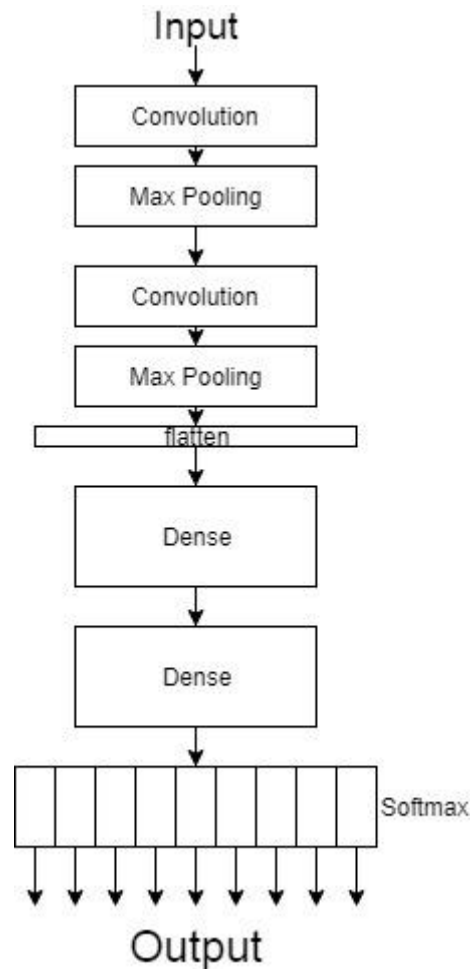 Input
Convolution
Max Pooling
Convolution
Max Pooling
flatten
Dense
Dense
Softmax
Output